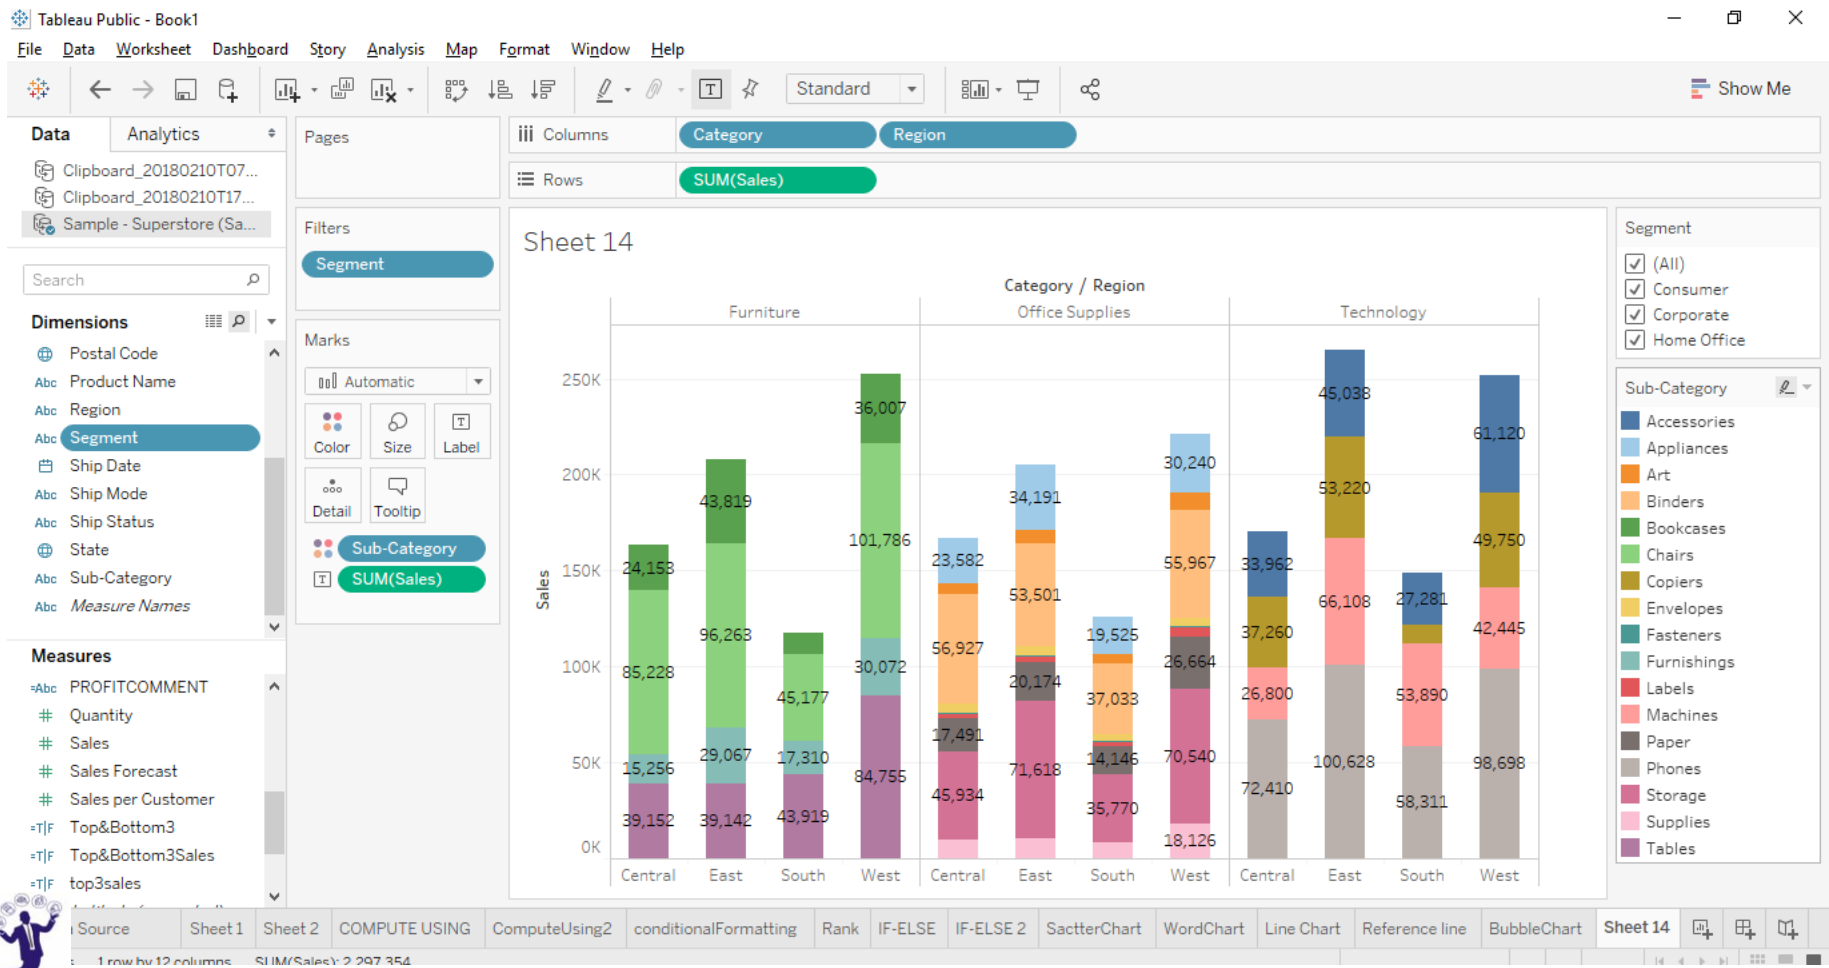 Tableau Public - Book1
File Data Worksheet Dashboard Story Analysis Map Format Window Help
Standard
Show Me
Data Analytics
Clipboard_20180210T07...
Clipboard_20180210T17...
Sample - Superstore (Sa...
Search
Dimensions
Postal Code
Abc Product Name
Abc Region
Abc Segment
Ship Date
Abc Ship Mode
Abc Ship Status
State
Abc Sub-Category
Abc Measure Names
Measures
=Abc PROFITCOMMENT
# Quantity
# Sales
# Sales Forecast
# Sales per Customer
=T|F Top&Bottom3
=T|F Top&Bottom3Sales
=T|F top3sales
Pages
Filters
Segment
Marks
Automatic
Color Size T Label
Detail Tooltip
Sub-Category
T SUM(Sales)
Columns Category Region
Rows SUM(Sales)
Sheet 14
Category / Region
Furniture Office Supplies Technology
Sales
250K
200K
150K
100K
50K
0K
24,153
85,228
15,256
39,152
43,819
96,263
29,067
39,142
45,177
17,310
43,919
36,007
101,786
30,072
84,755
23,582
56,927
17,491
45,934
34,191
53,501
20,174
71,618
19,525
37,033
14,146
35,770
30,240
55,967
26,664
70,540
18,126
33,962
37,260
26,800
72,410
45,038
53,220
66,108
100,628
27,281
53,890
58,311
61,120
49,750
42,445
98,698
Central East South West Central East South West Central East South West
Segment
(All)
Consumer
Corporate
Home Office
Sub-Category
Accessories
Appliances
Art
Binders
Bookcases
Chairs
Copiers
Envelopes
Fasteners
Furnishings
Labels
Machines
Paper
Phones
Storage
Supplies
Tables
Source Sheet 1 Sheet 2 COMPUTE USING ComputeUsing2 conditionalFormatting Rank IF-ELSE IF-ELSE 2 SactterChart WordChart Line Chart Reference line BubbleChart Sheet 14
1 row by 12 columns SUM(Sales): 2,297,354